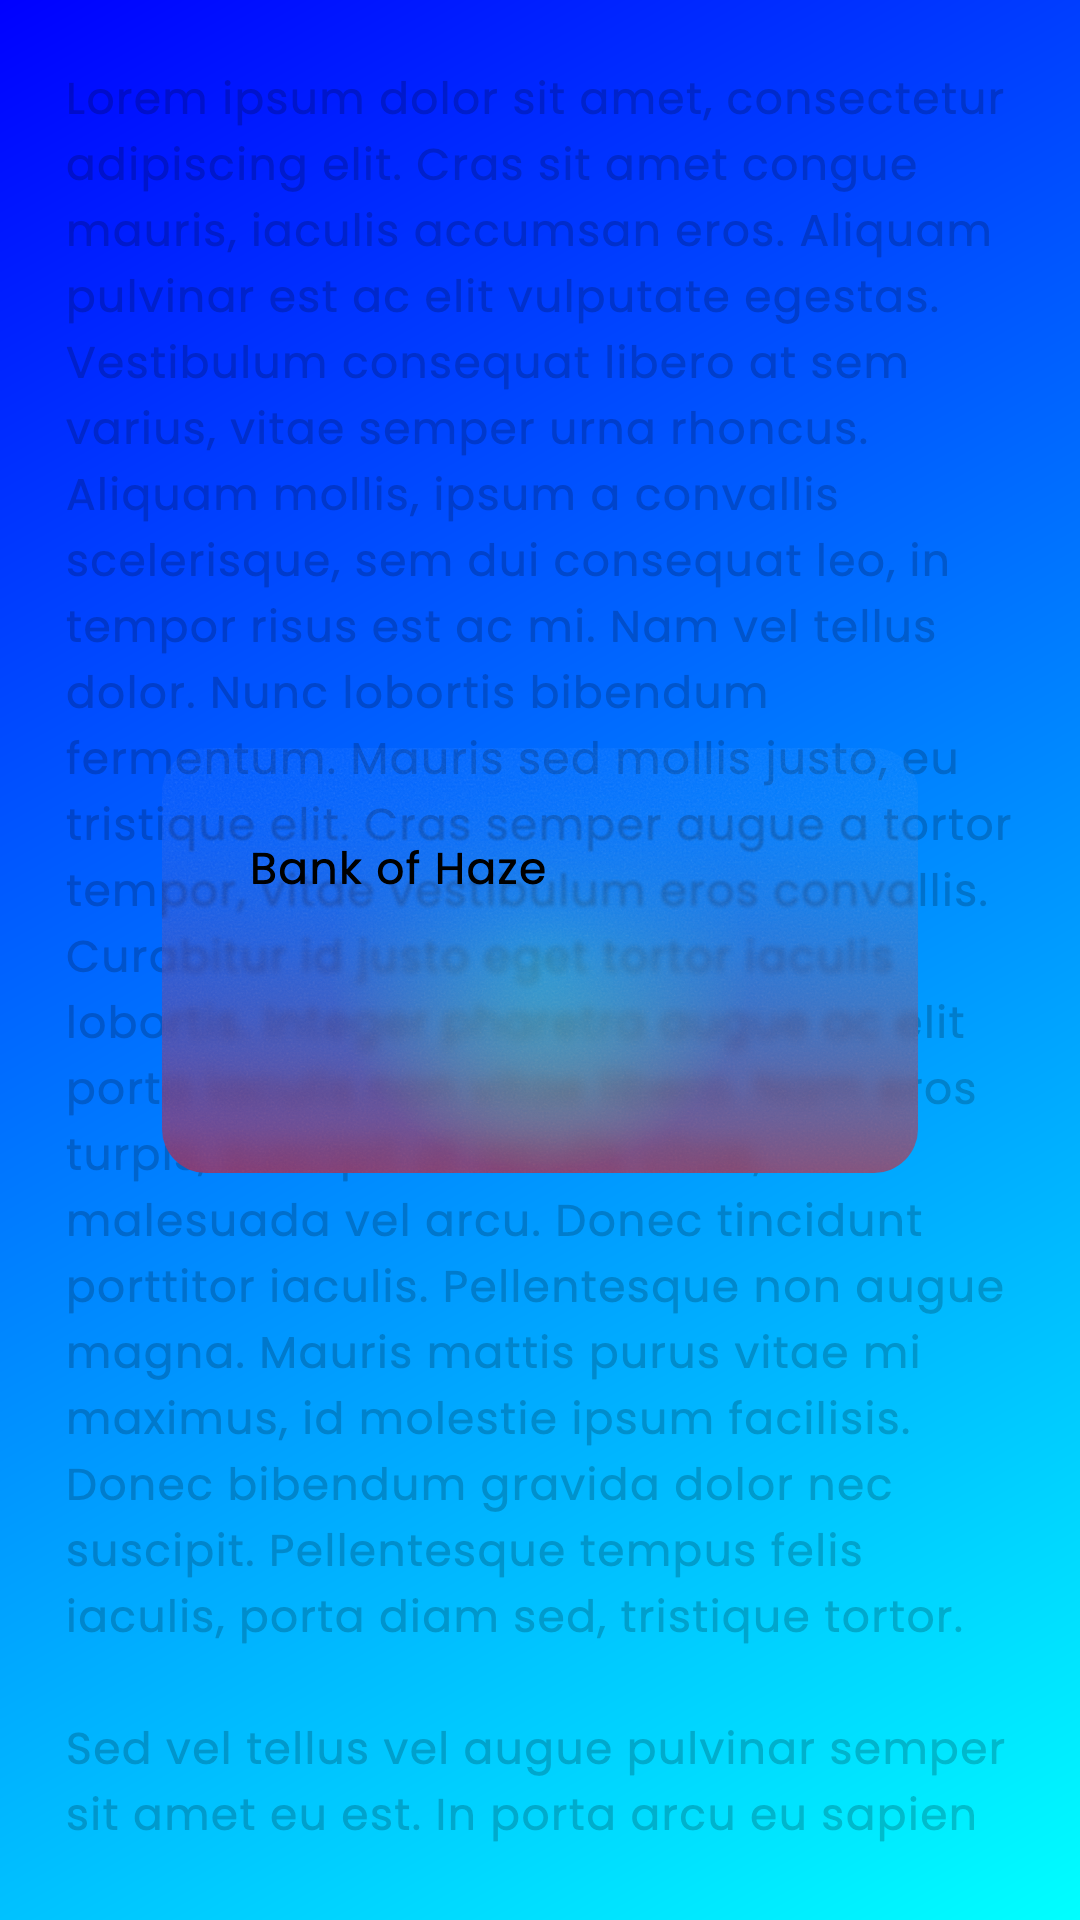 Lorem ipsum dolor sit amet, consectetur
adipiscing elit. Cras sit amet congue
mauris, iaculis accumsan eros. Aliquam
pulvinar est ac elit vulputate egestas.
Vestibulum consequat libero at sem
varius, vitae semper urna rhoncus.
Aliquam mollis, ipsum a convallis
scelerisque, sem dui consequat leo, in
tempor risus est ac mi. Nam vel tellus
dolor. Nunc lobortis bibendum
fermentum. Mauris sed mollis justo, eu
tristique elit. Cras semper augue a tortor
Bank of Haze
tempor, vitae vestibulum eros convallis.
Curabitur id justo eget tortor iaculis
lobortis. Integer pharetra augue ac elit
malesuada vel arcu. Donec tincidunt
porttitor iaculis. Pellentesque non augue
magna. Mauris mattis purus vitae mi
maximus, id molestie ipsum facilisis.
Donec bibendum gravida dolor nec
suscipit. Pellentesque tempus felis
iaculis, porta diam sed, tristique tortor.
Sed vel tellus vel augue pulvinar semper
sit amet eu est. In porta arcu eu sapien